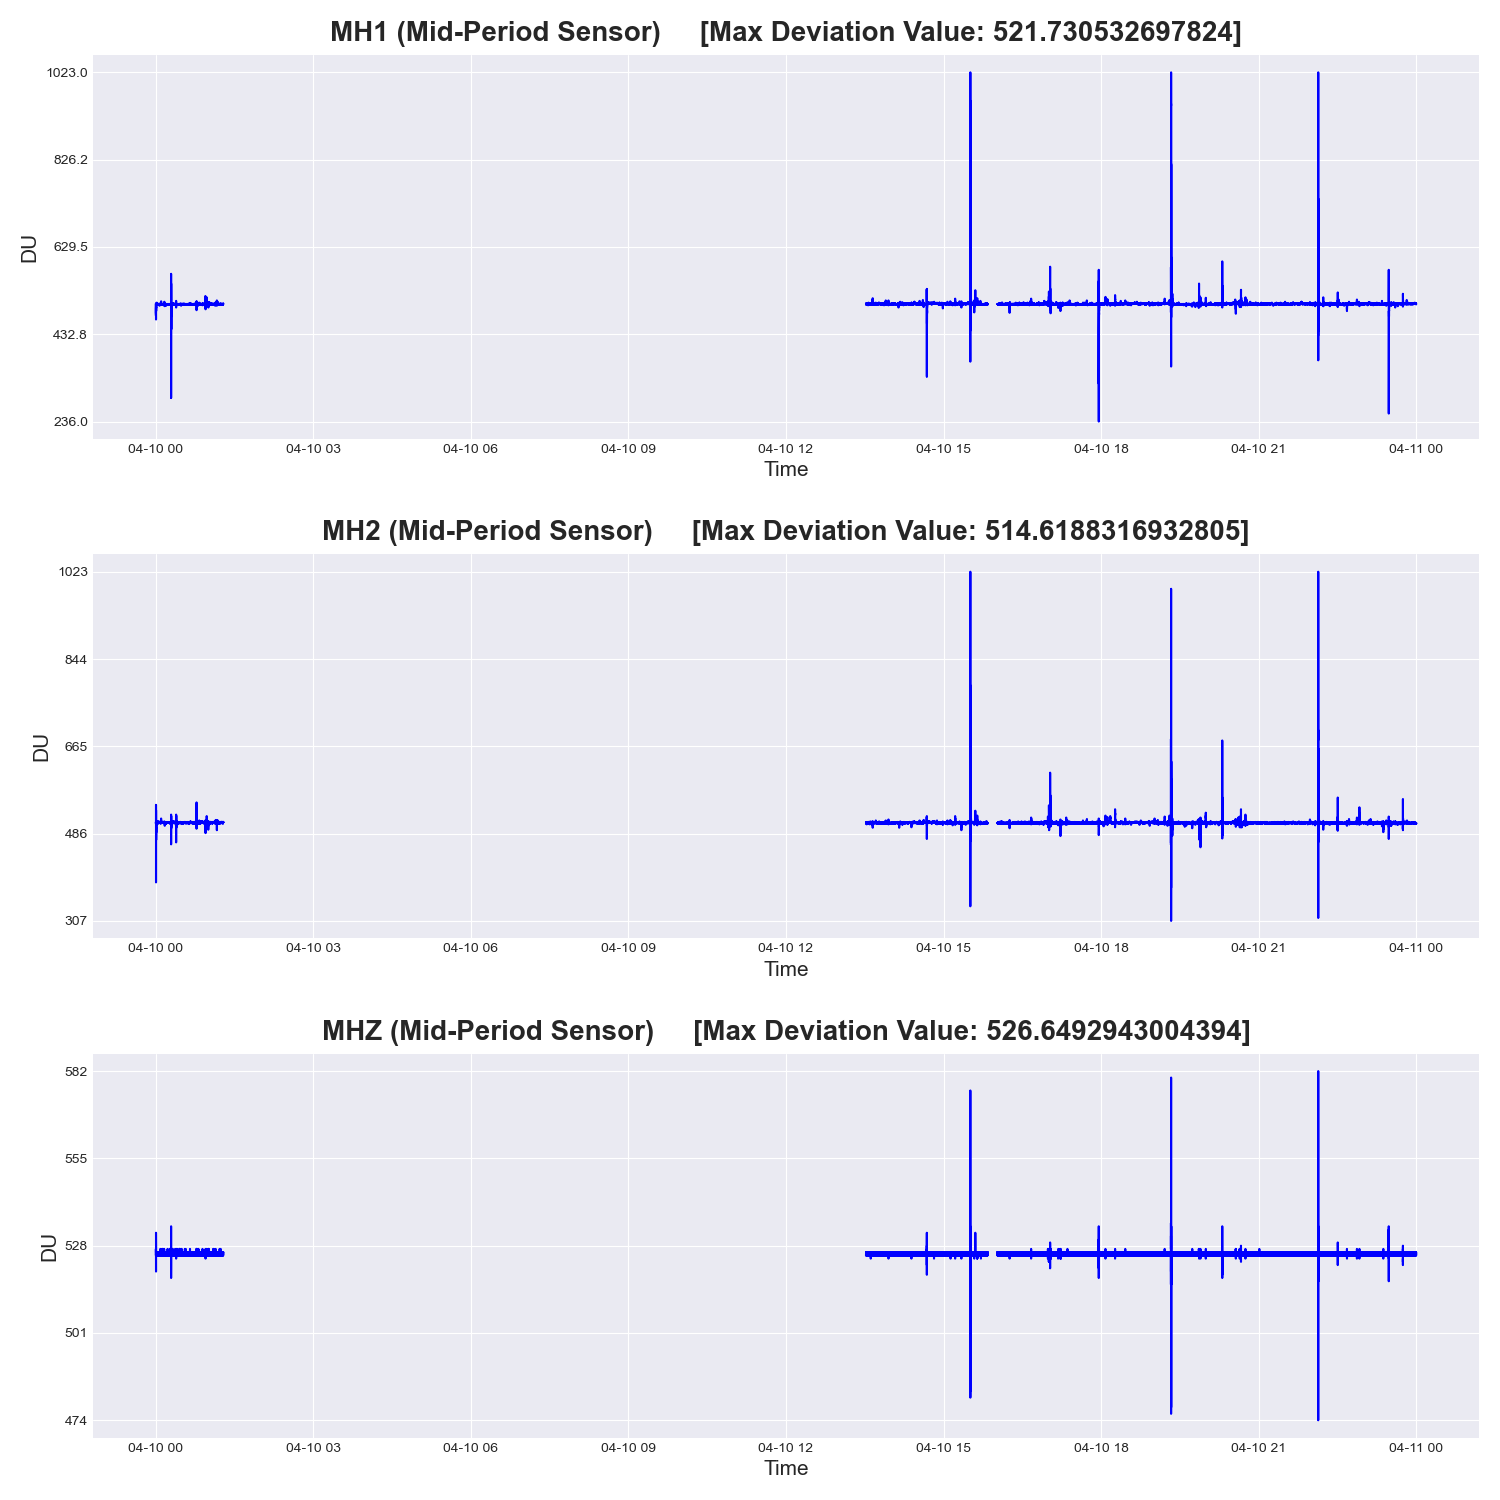 MH1 (Mid-Period Sensor) [Max Deviation Value: 521.730532697824]
1023.0
826.2
629.5
432.8
236.0
DU
04-10 00 04-10 03 04-10 06 04-10 09 04-10 12 04-10 15 04-10 18 04-10 21 04-11 00
Time
MH2 (Mid-Period Sensor) [Max Deviation Value: 514.6188316932805]
1023
844
665
486
307
DU
04-10 00 04-10 03 04-10 06 04-10 09 04-10 12 04-10 15 04-10 18 04-10 21 04-11 00
Time
MHZ (Mid-Period Sensor) [Max Deviation Value: 526.6492943004394]
582
555
528
501
474
DU
04-10 00 04-10 03 04-10 06 04-10 09 04-10 12 04-10 15 04-10 18 04-10 21 04-11 00
Time